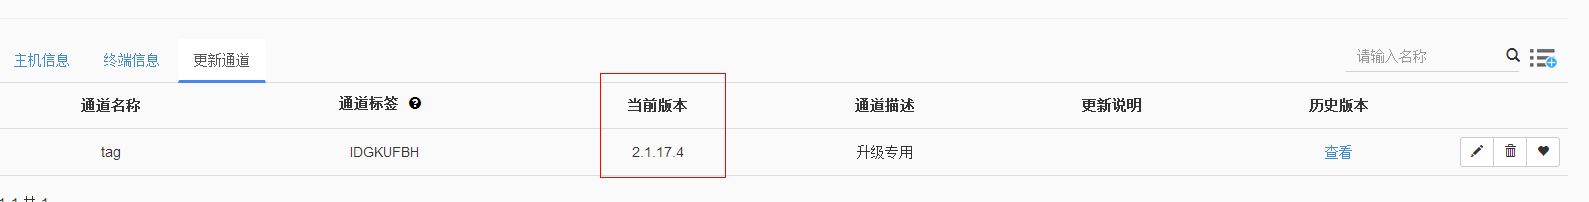 主机信息 终端信息 更新通道 请输入名称
通道名称 通道标签 当前版本 通道描述 更新说明 历史版本
tag IDGKUFBH 2.1.17.4 升级专用 查看